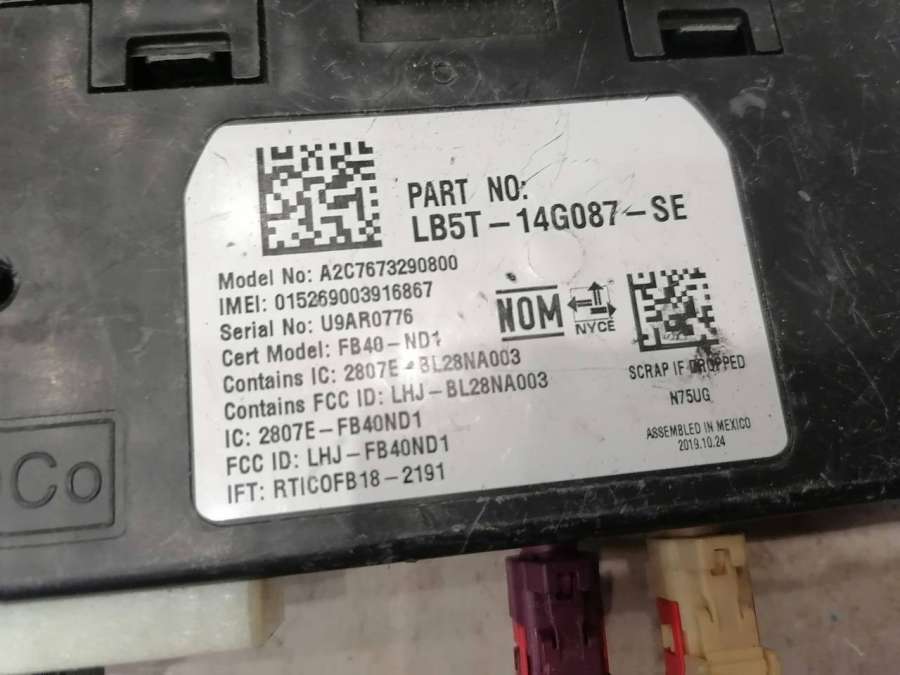 PART NO:
LB5T-14G087-SE
Model No: A2C7673290800
IMEI: 015269003916867
Serial No: U9AR0776
Cert Model: FB40-ND1
Contains IC: 2807E-BL28NA003
Contains FCC ID: LHJ-BL28NA003
IC: 2807E-FB40ND1
FCC ID: LHJ-FB40ND1
IFT: RTICOFB18-2191
NOM
NYCE
SCRAP IF DROPPED
N75UG
ASSEMBLED IN MEXICO
2019.10.24
Co